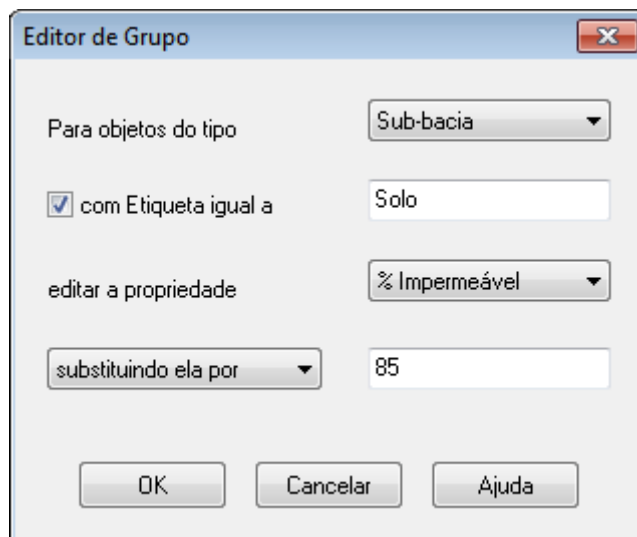 Editor de Grupo
Para objetos do tipo Sub-bacia
com Etiqueta igual a Solo
editar a propriedade % Impermeável
substituindo ela por 85
OK Cancelar Ajuda